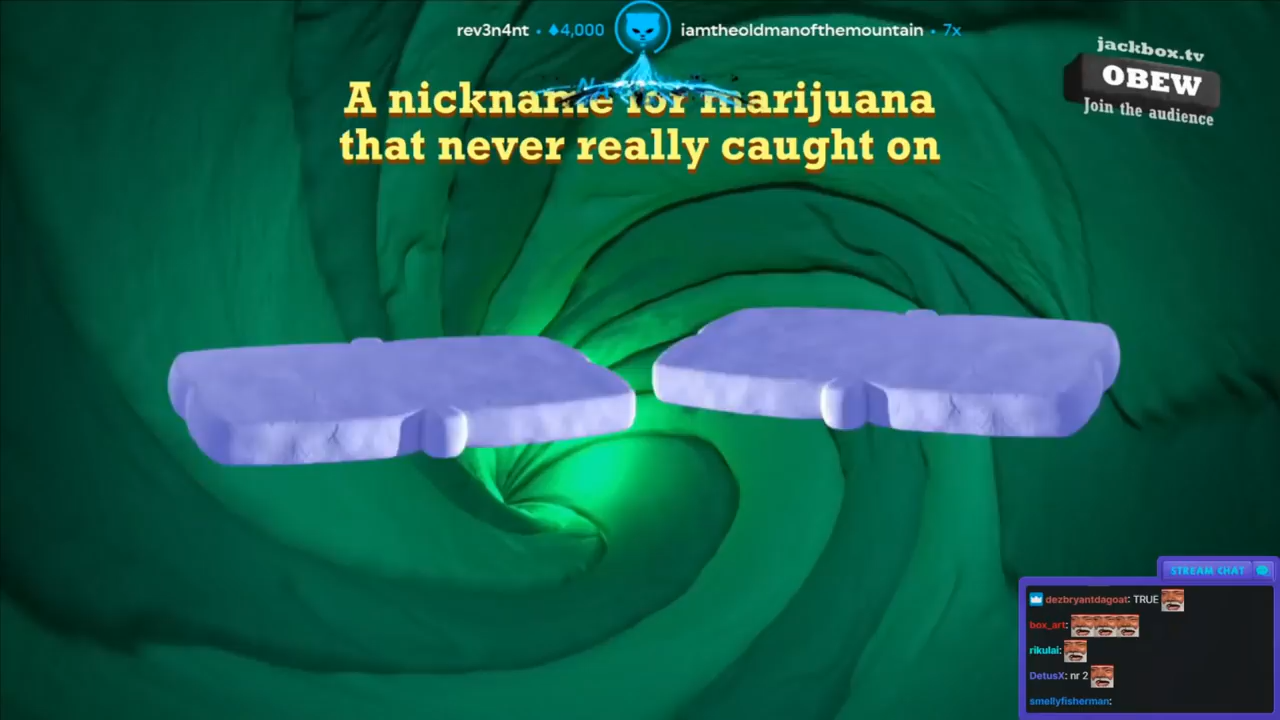 rev3n4nt • 4,000 iamtheoldmanofthemountain • 7x
jackbox.tv
OBEW
Join the audience
A nickname for marijuana
that never really caught on
STREAM CHAT
dezbryantdagoat: TRUE
box_art:
rikulai:
DetusX: nr 2
smellyfisherman: